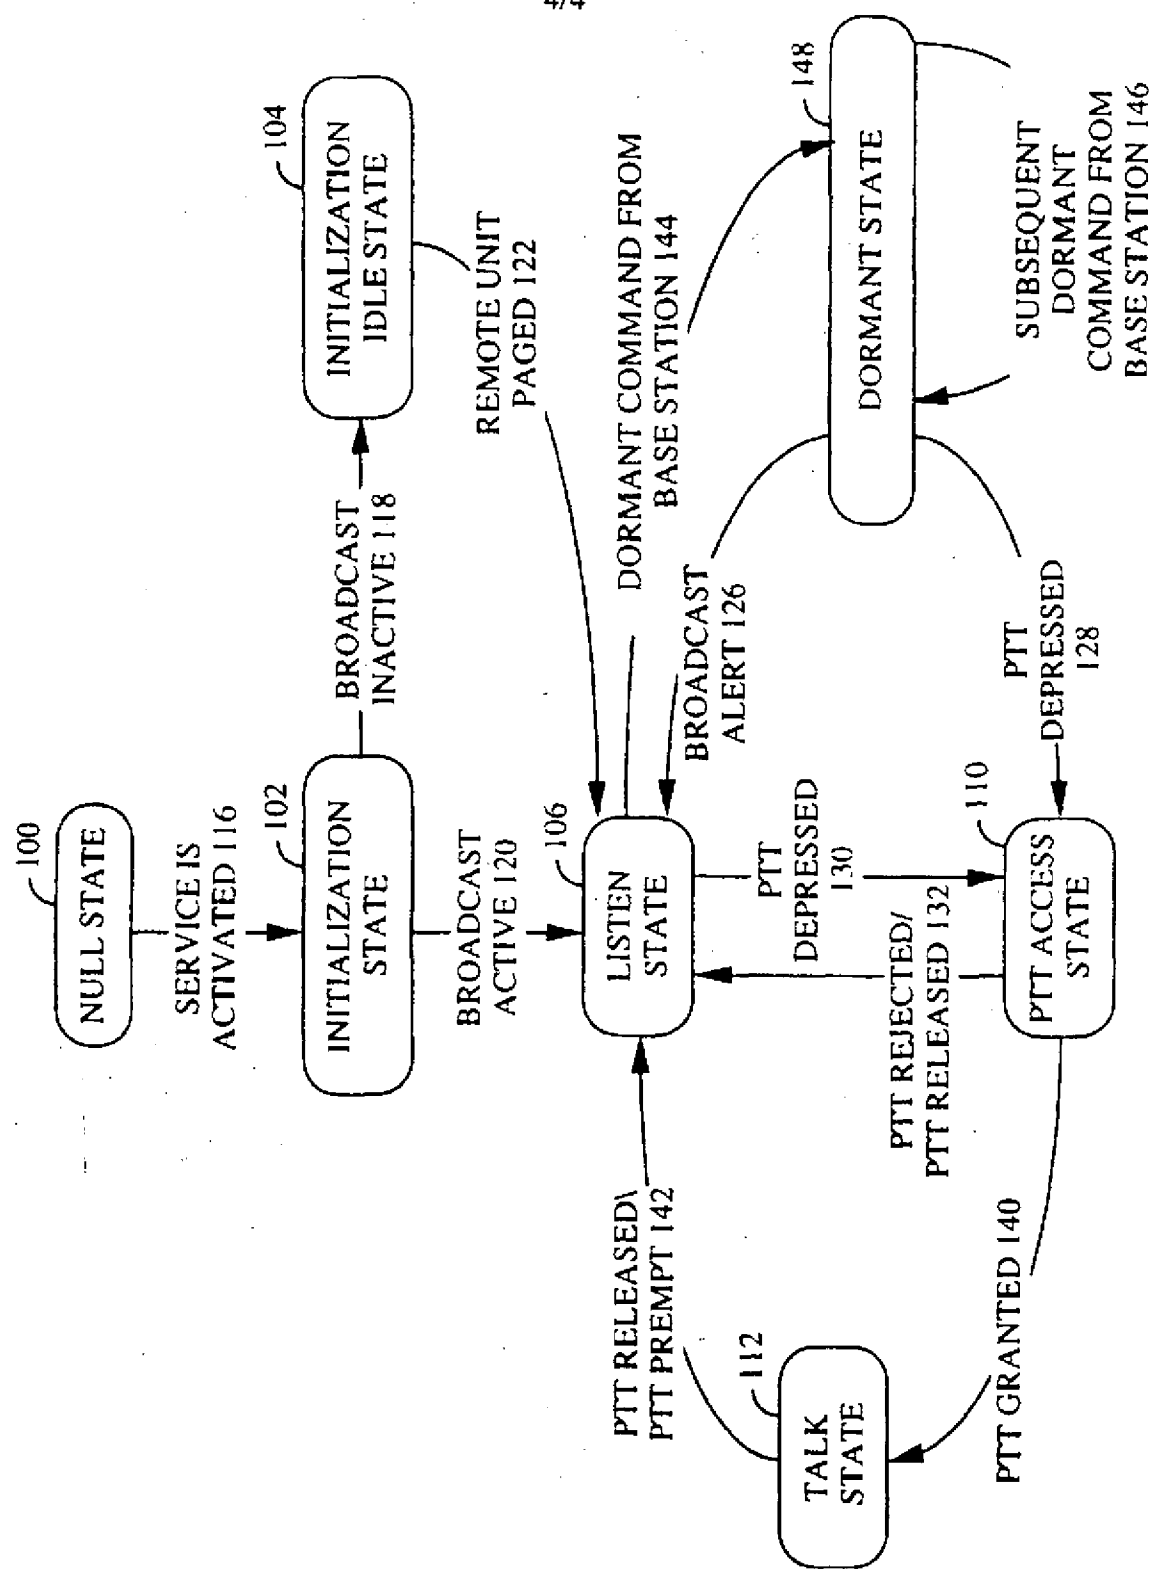 4/4
100
NULL STATE
SERVICE IS
ACTIVATED 116
102
INITIALIZATION
STATE
BROADCAST
INACTIVE 118
104
INITIALIZATION
IDLE STATE
BROADCAST
ACTIVE 120
REMOTE UNIT
PAGED 122
106
LISTEN
STATE
DORMANT COMMAND FROM
BASE STATION 144
148
DORMANT STATE
SUBSEQUENT
DORMANT
COMMAND FROM
BASE STATION 146
BROADCAST
ALERT 126
PTT
DEPRESSED
128
PTT
DEPRESSED
130
110
PTT ACCESS
STATE
PTT REJECTED/
PTT RELEASED 132
PTT RELEASED\
PTT PREMPT 142
112
TALK
STATE
PTT GRANTED 140